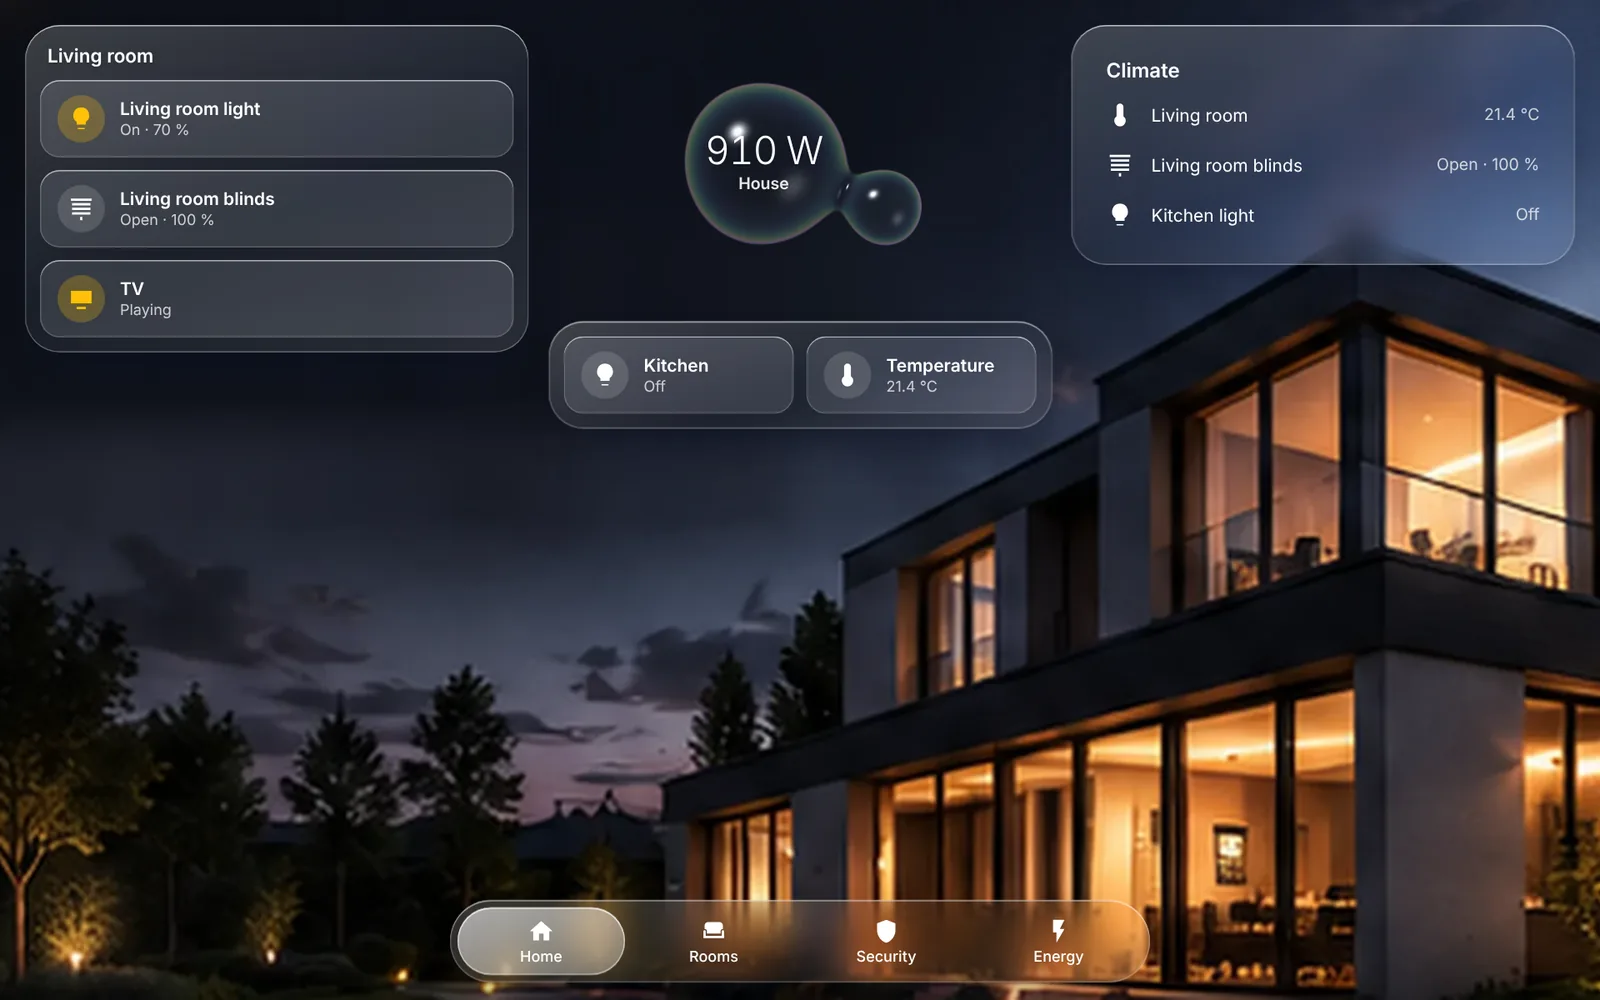 Living room
Living room light
On · 70 %
Living room blinds
Open · 100 %
TV
Playing
910 W
House
Kitchen
Off
Temperature
21.4 °C
Climate
Living room
21.4 °C
Living room blinds
Open · 100 %
Kitchen light
Off
Home
Rooms
Security
Energy